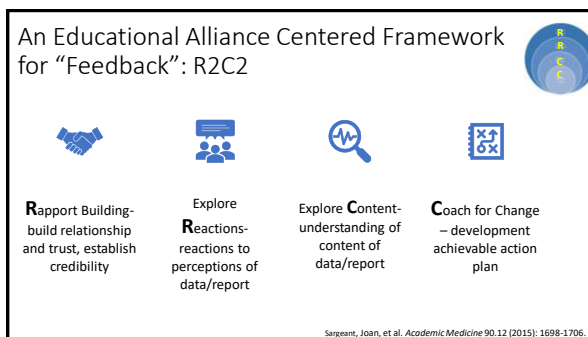 An Educational Alliance Centered Framework
for “Feedback”: R2C2
R
R
C
C
Rapport Building-
build relationship
and trust, establish
credibility
Explore
Reactions-
reactions to
perceptions of
data/report
Explore Content-
understanding of
content of
data/report
Coach for Change
– development
achievable action
plan
Sargeant, Joan, et al. Academic Medicine 90.12 (2015): 1698-1706.